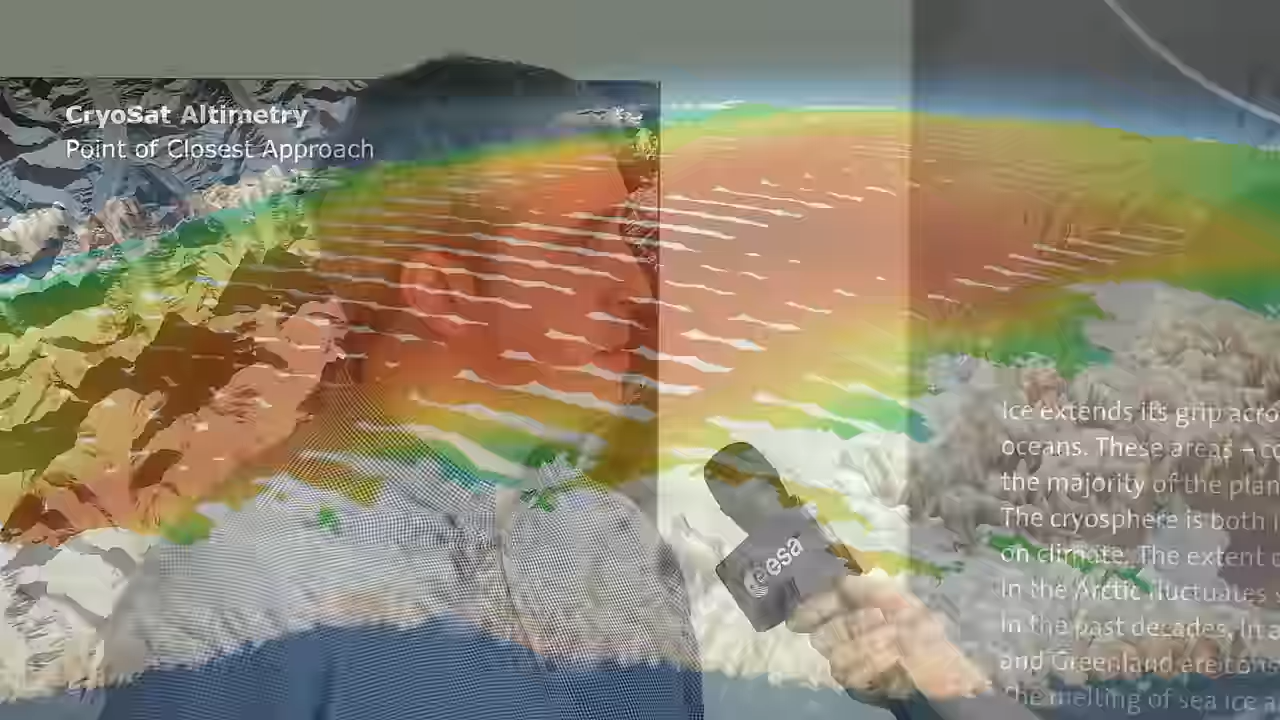 CryoSat Altimetry
Point of Closest Approach
esa
Ice extends its grip acro
oceans. These areas – co
the majority of the plan
The cryosphere is both
on climate. The extent o
In the Arctic fluctuates
In the past decades, In a
and Greenland are
The melting of sea ice a